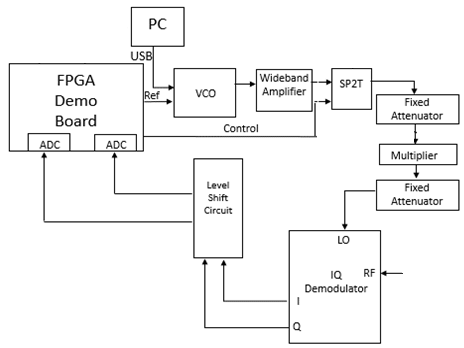 PC
USB
FPGA
Demo
Board
ADC
ADC
Ref
VCO
Wideband
Amplifier
SP2T
Control
Fixed
Attenuator
Multiplier
Fixed
Attenuator
Level
Shift
Circuit
LO
IQ
Demodulator
RF
I
Q